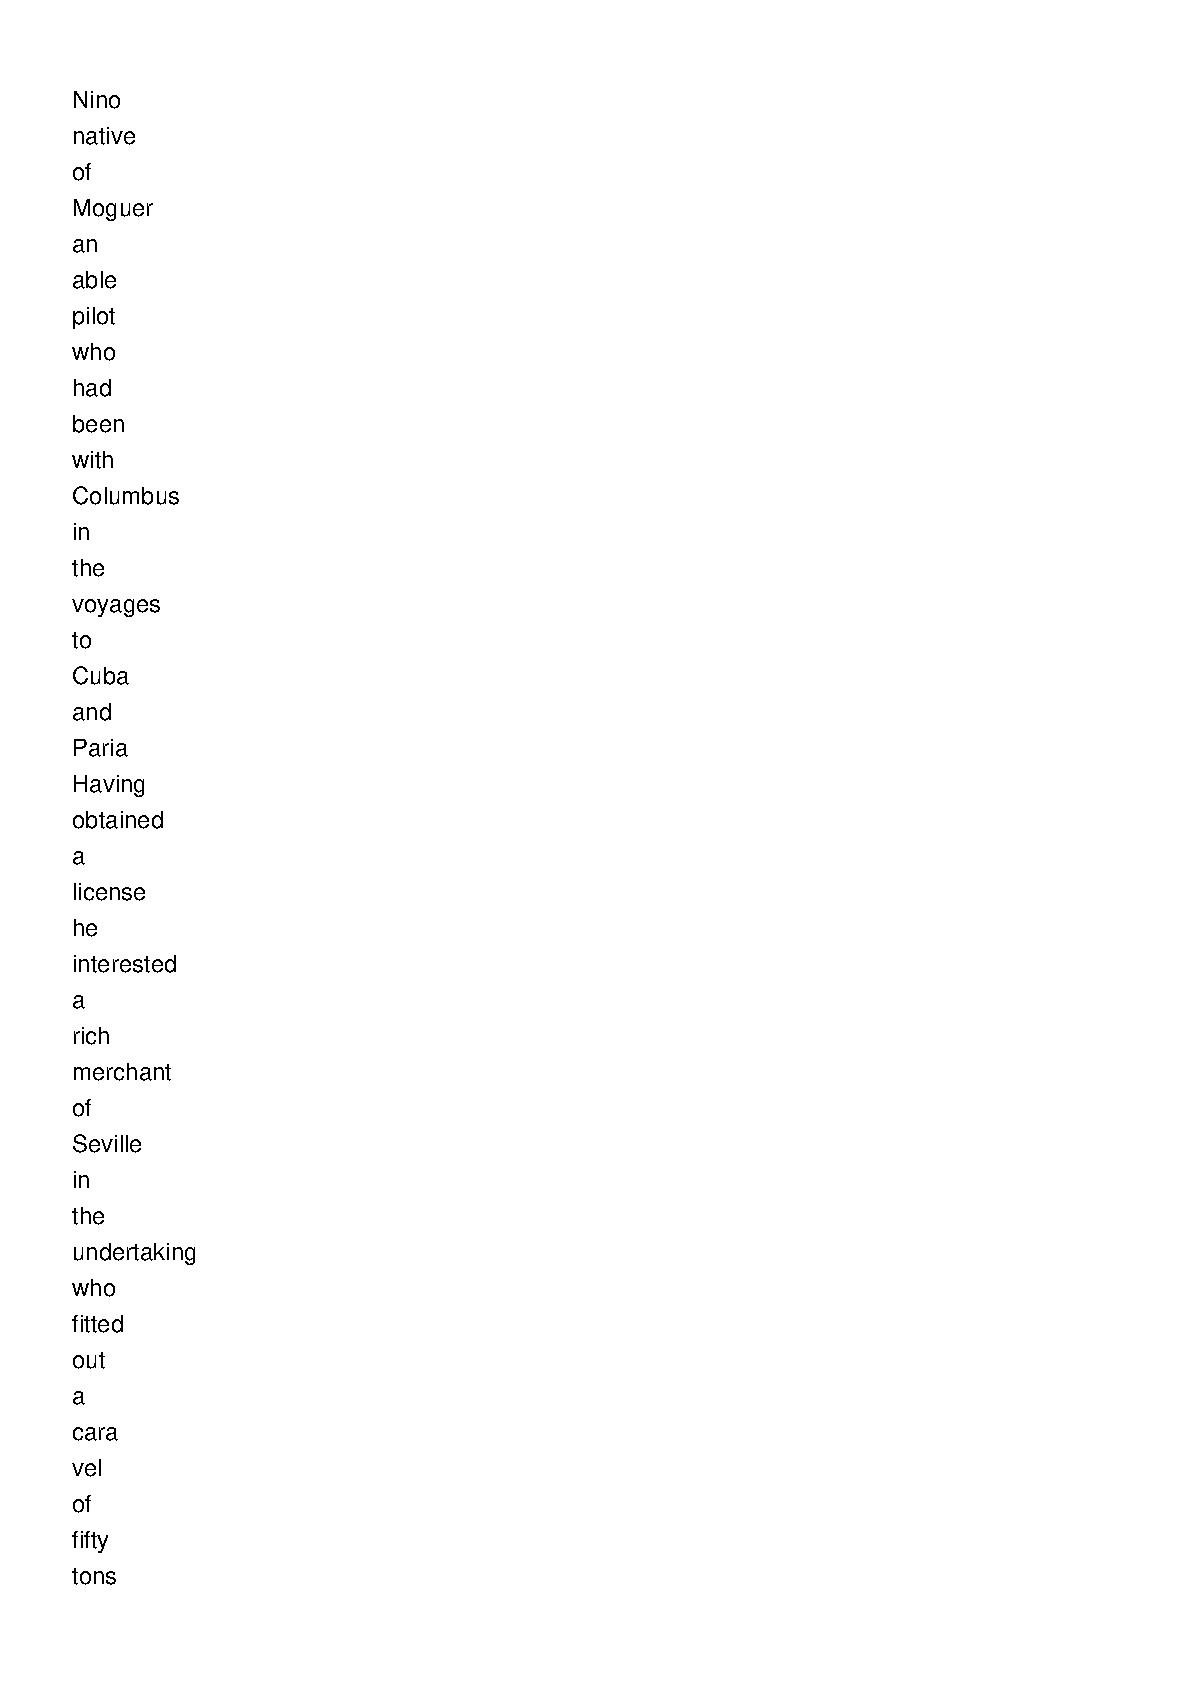 Nino
native
of
Moguer
an
able
pilot
who
had
been
with
Columbus
in
the
voyages
to
Cuba
and
Paria
Having
obtained
a
license
he
interested
a
rich
merchant
of
Seville
in
the
undertaking
who
fitted
out
a
cara
vel
of
fifty
tons